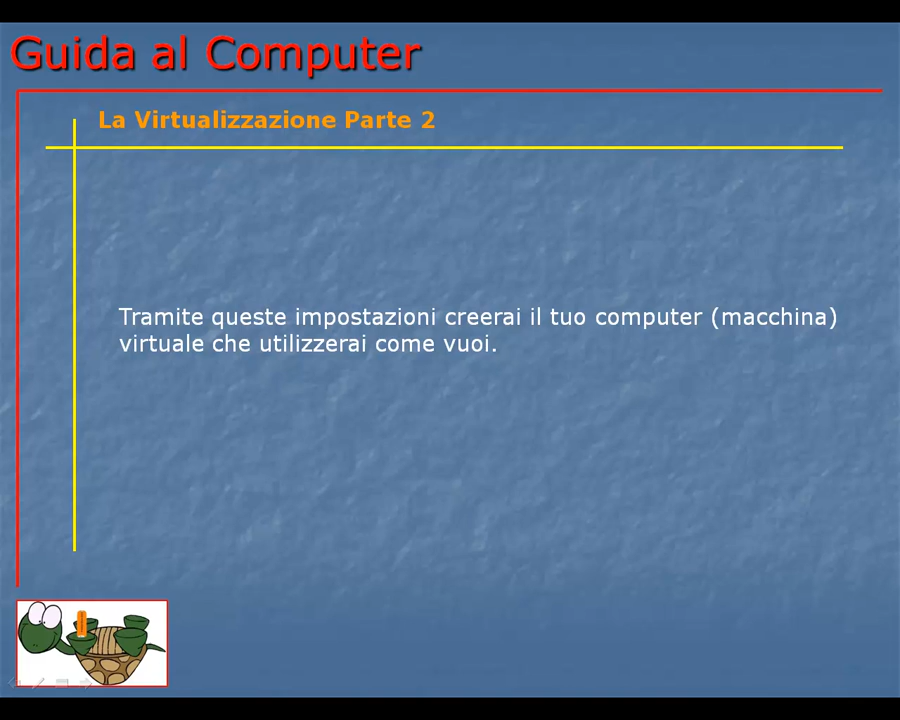 Guida al Computer
La Virtualizzazione Parte 2
Tramite queste impostazioni creerai il tuo computer (macchina)
virtuale che utilizzerai come vuoi.